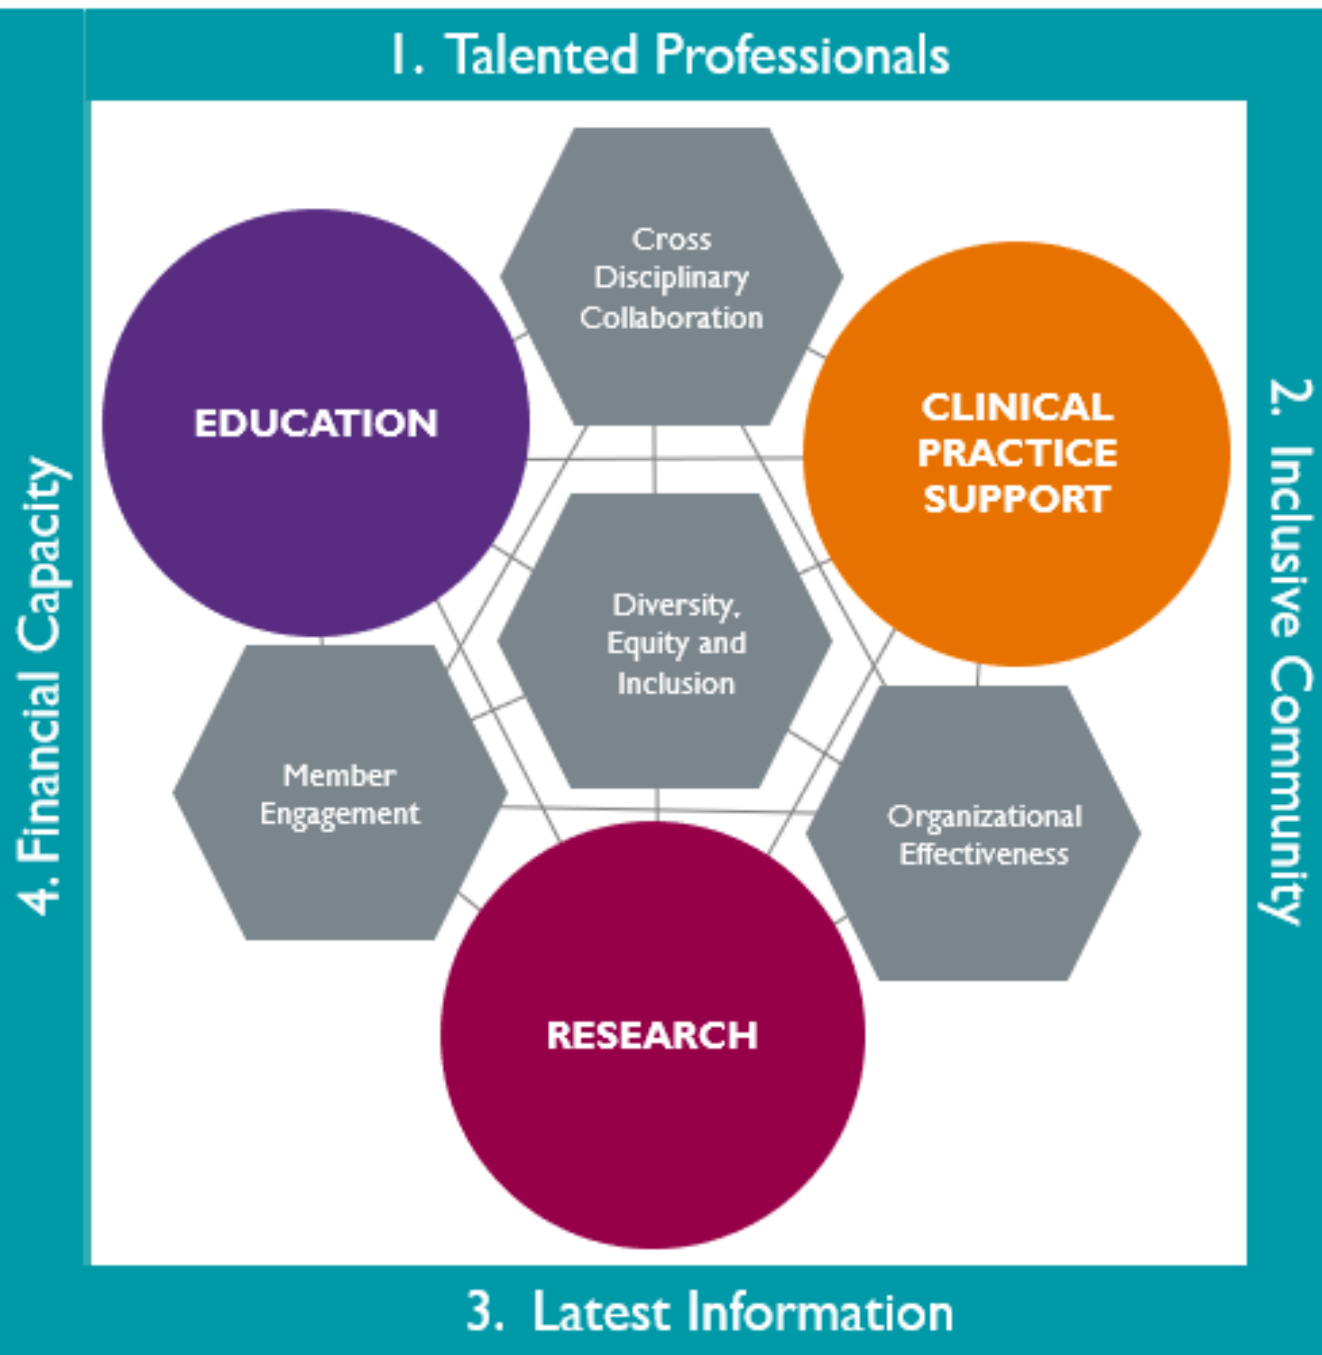 1. Talented Professionals
Cross
Disciplinary
Collaboration
EDUCATION
CLINICAL
PRACTICE
SUPPORT
Diversity,
Equity and
Inclusion
Member
Engagement
Organizational
Effectiveness
RESEARCH
2. Inclusive Community
3. Latest Information
4. Financial Capacity